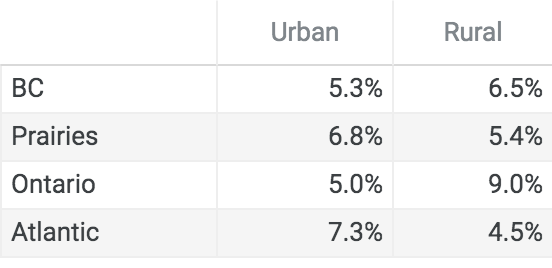 Urban Rural
BC 5.3% 6.5%
Prairies 6.8% 5.4%
Ontario 5.0% 9.0%
Atlantic 7.3% 4.5%